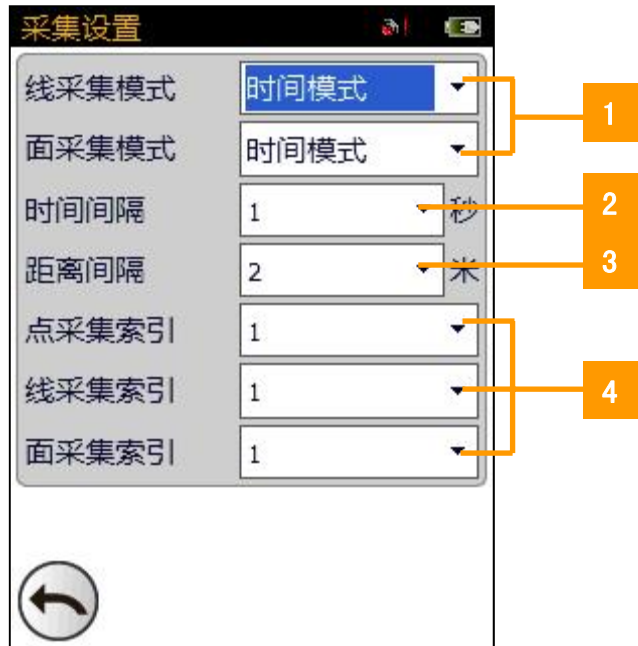 采集设置
线采集模式 时间模式
1
面采集模式 时间模式
时间间隔 1 秒 2
距离间隔 2 米 3
点采集索引 1
线采集索引 1 4
面采集索引 1